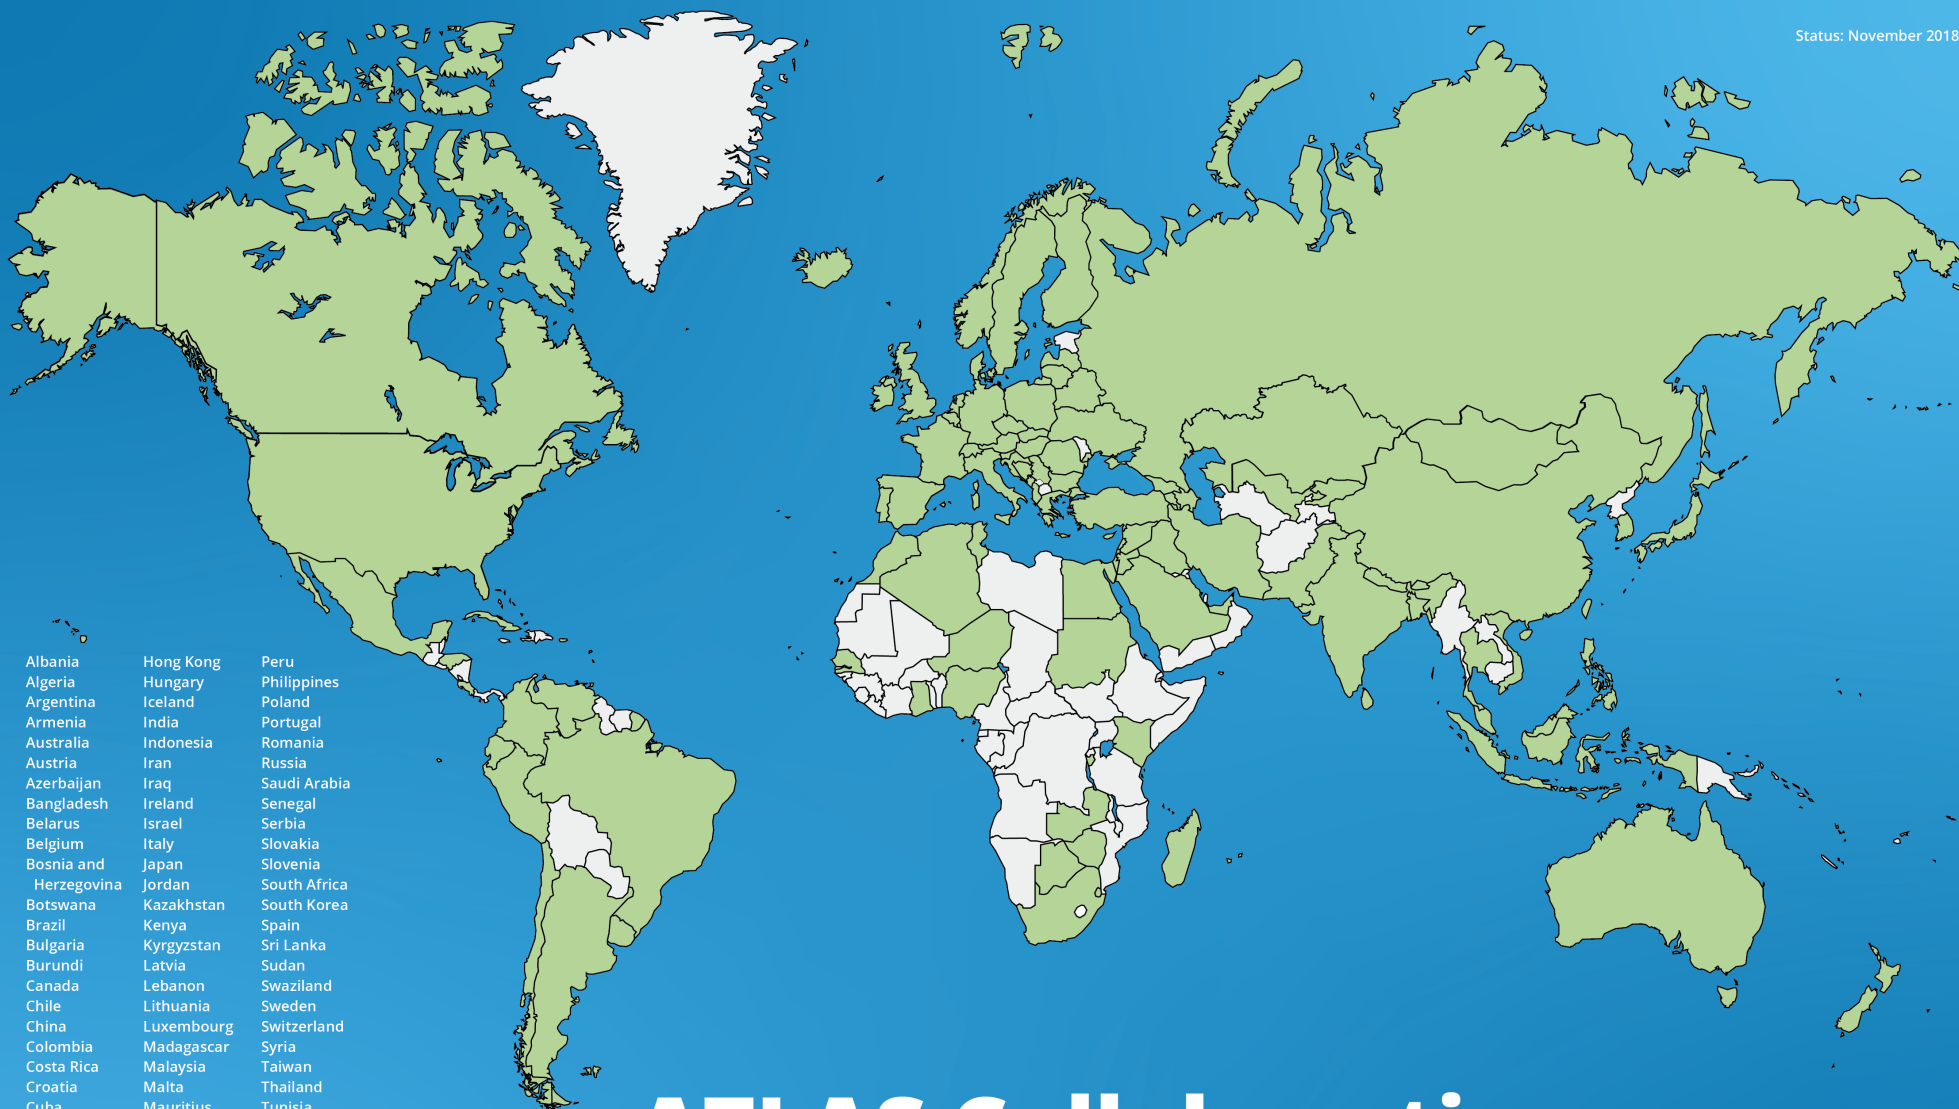 Status: November 2018
Albania
Algeria
Argentina
Armenia
Australia
Austria
Azerbaijan
Bangladesh
Belarus
Belgium
Bosnia and
Herzegovina
Botswana
Brazil
Bulgaria
Burundi
Canada
Chile
China
Colombia
Costa Rica
Croatia
Cuba
Hong Kong
Hungary
Iceland
India
Indonesia
Iran
Iraq
Ireland
Israel
Italy
Japan
Jordan
Kazakhstan
Kenya
Kyrgyzstan
Latvia
Lebanon
Lithuania
Luxembourg
Madagascar
Malaysia
Malta
Mauritius
Peru
Philippines
Poland
Portugal
Romania
Russia
Saudi Arabia
Senegal
Serbia
Slovakia
Slovenia
South Africa
South Korea
Spain
Sri Lanka
Sudan
Swaziland
Sweden
Switzerland
Syria
Taiwan
Thailand
Tunisia
ATLAS